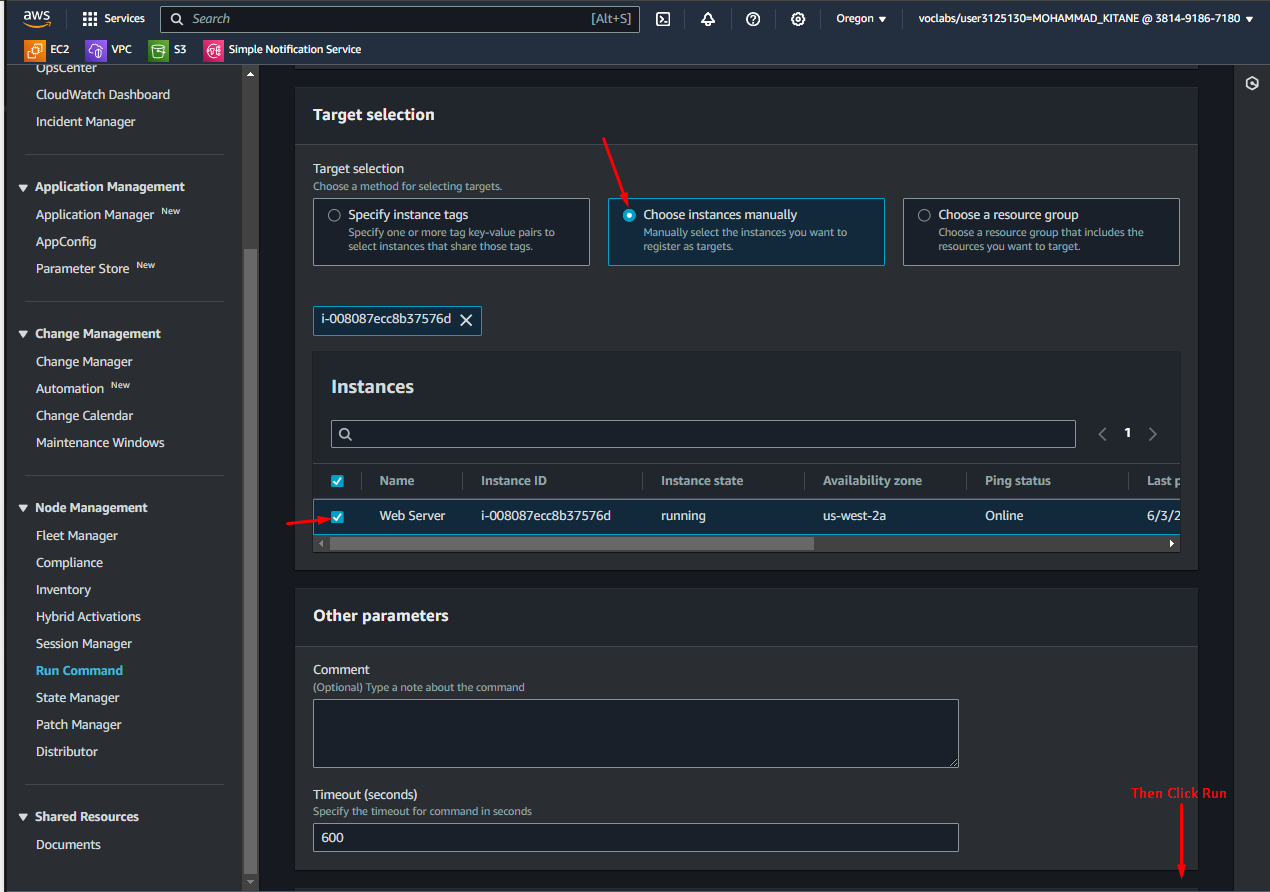 aws
Services
Search
[Alt+S]
Oregon
voclabs/user3125130=MOHAMMAD_KITANE @ 3814-9186-7180
EC2
VPC
S3
Simple Notification Service
OpsCenter
CloudWatch Dashboard
Incident Manager
Application Management
Application Manager New
AppConfig
Parameter Store New
Change Management
Change Manager
Automation New
Change Calendar
Maintenance Windows
Node Management
Fleet Manager
Compliance
Inventory
Hybrid Activations
Session Manager
Run Command
State Manager
Patch Manager
Distributor
Shared Resources
Documents
Target selection
Target selection
Choose a method for selecting targets.
Specify instance tags
Specify one or more tag key-value pairs to
select instances that share those tags.
Choose instances manually
Manually select the instances you want to
register as targets.
Choose a resource group
Choose a resource group that includes the
resources you want to target.
i-008087ecc8b37576d
Instances
1
Name Instance ID Instance state Availability zone Ping status Last p
Web Server i-008087ecc8b37576d running us-west-2a Online 6/3/2
Other parameters
Comment
(Optional) Type a note about the command
Timeout (seconds)
Specify the timeout for command in seconds
600
Then Click Run